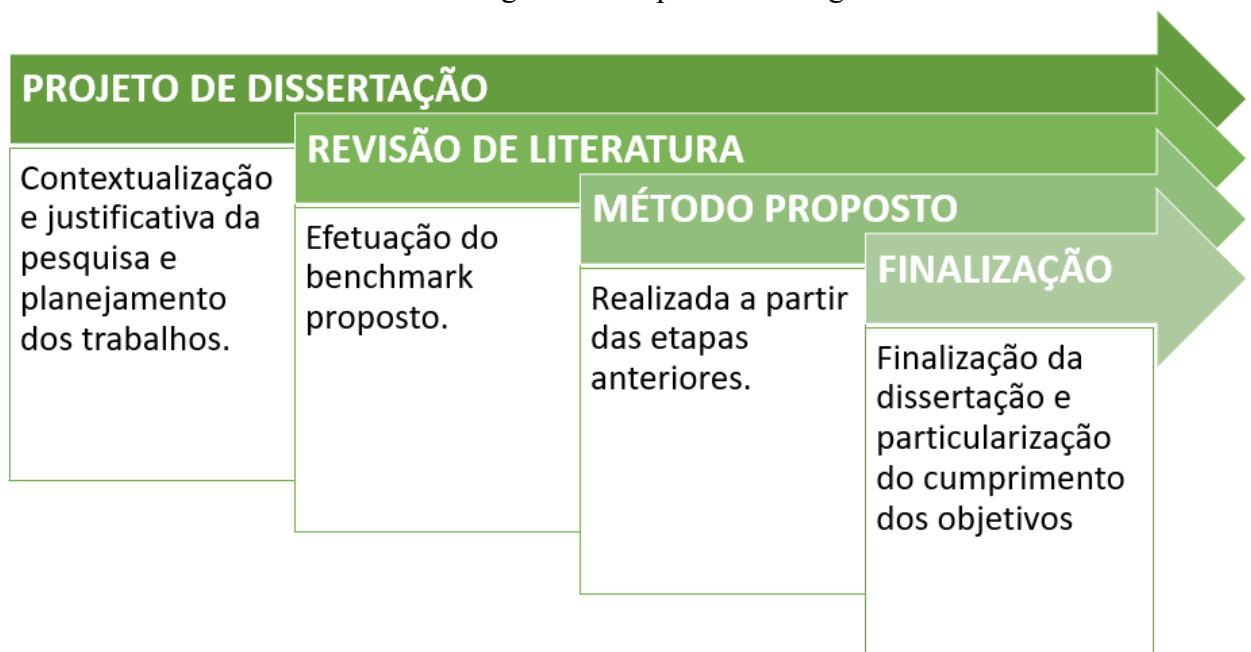 PROJETO DE DISSERTAÇÃO
Contextualização
e justificativa da
pesquisa e
planejamento
dos trabalhos.
REVISÃO DE LITERATURA
Efetuação do
benchmark
proposto.
MÉTODO PROPOSTO
Realizada a partir
das etapas
anteriores.
FINALIZAÇÃO
Finalização da
dissertação e
particularização
do cumprimento
dos objetivos